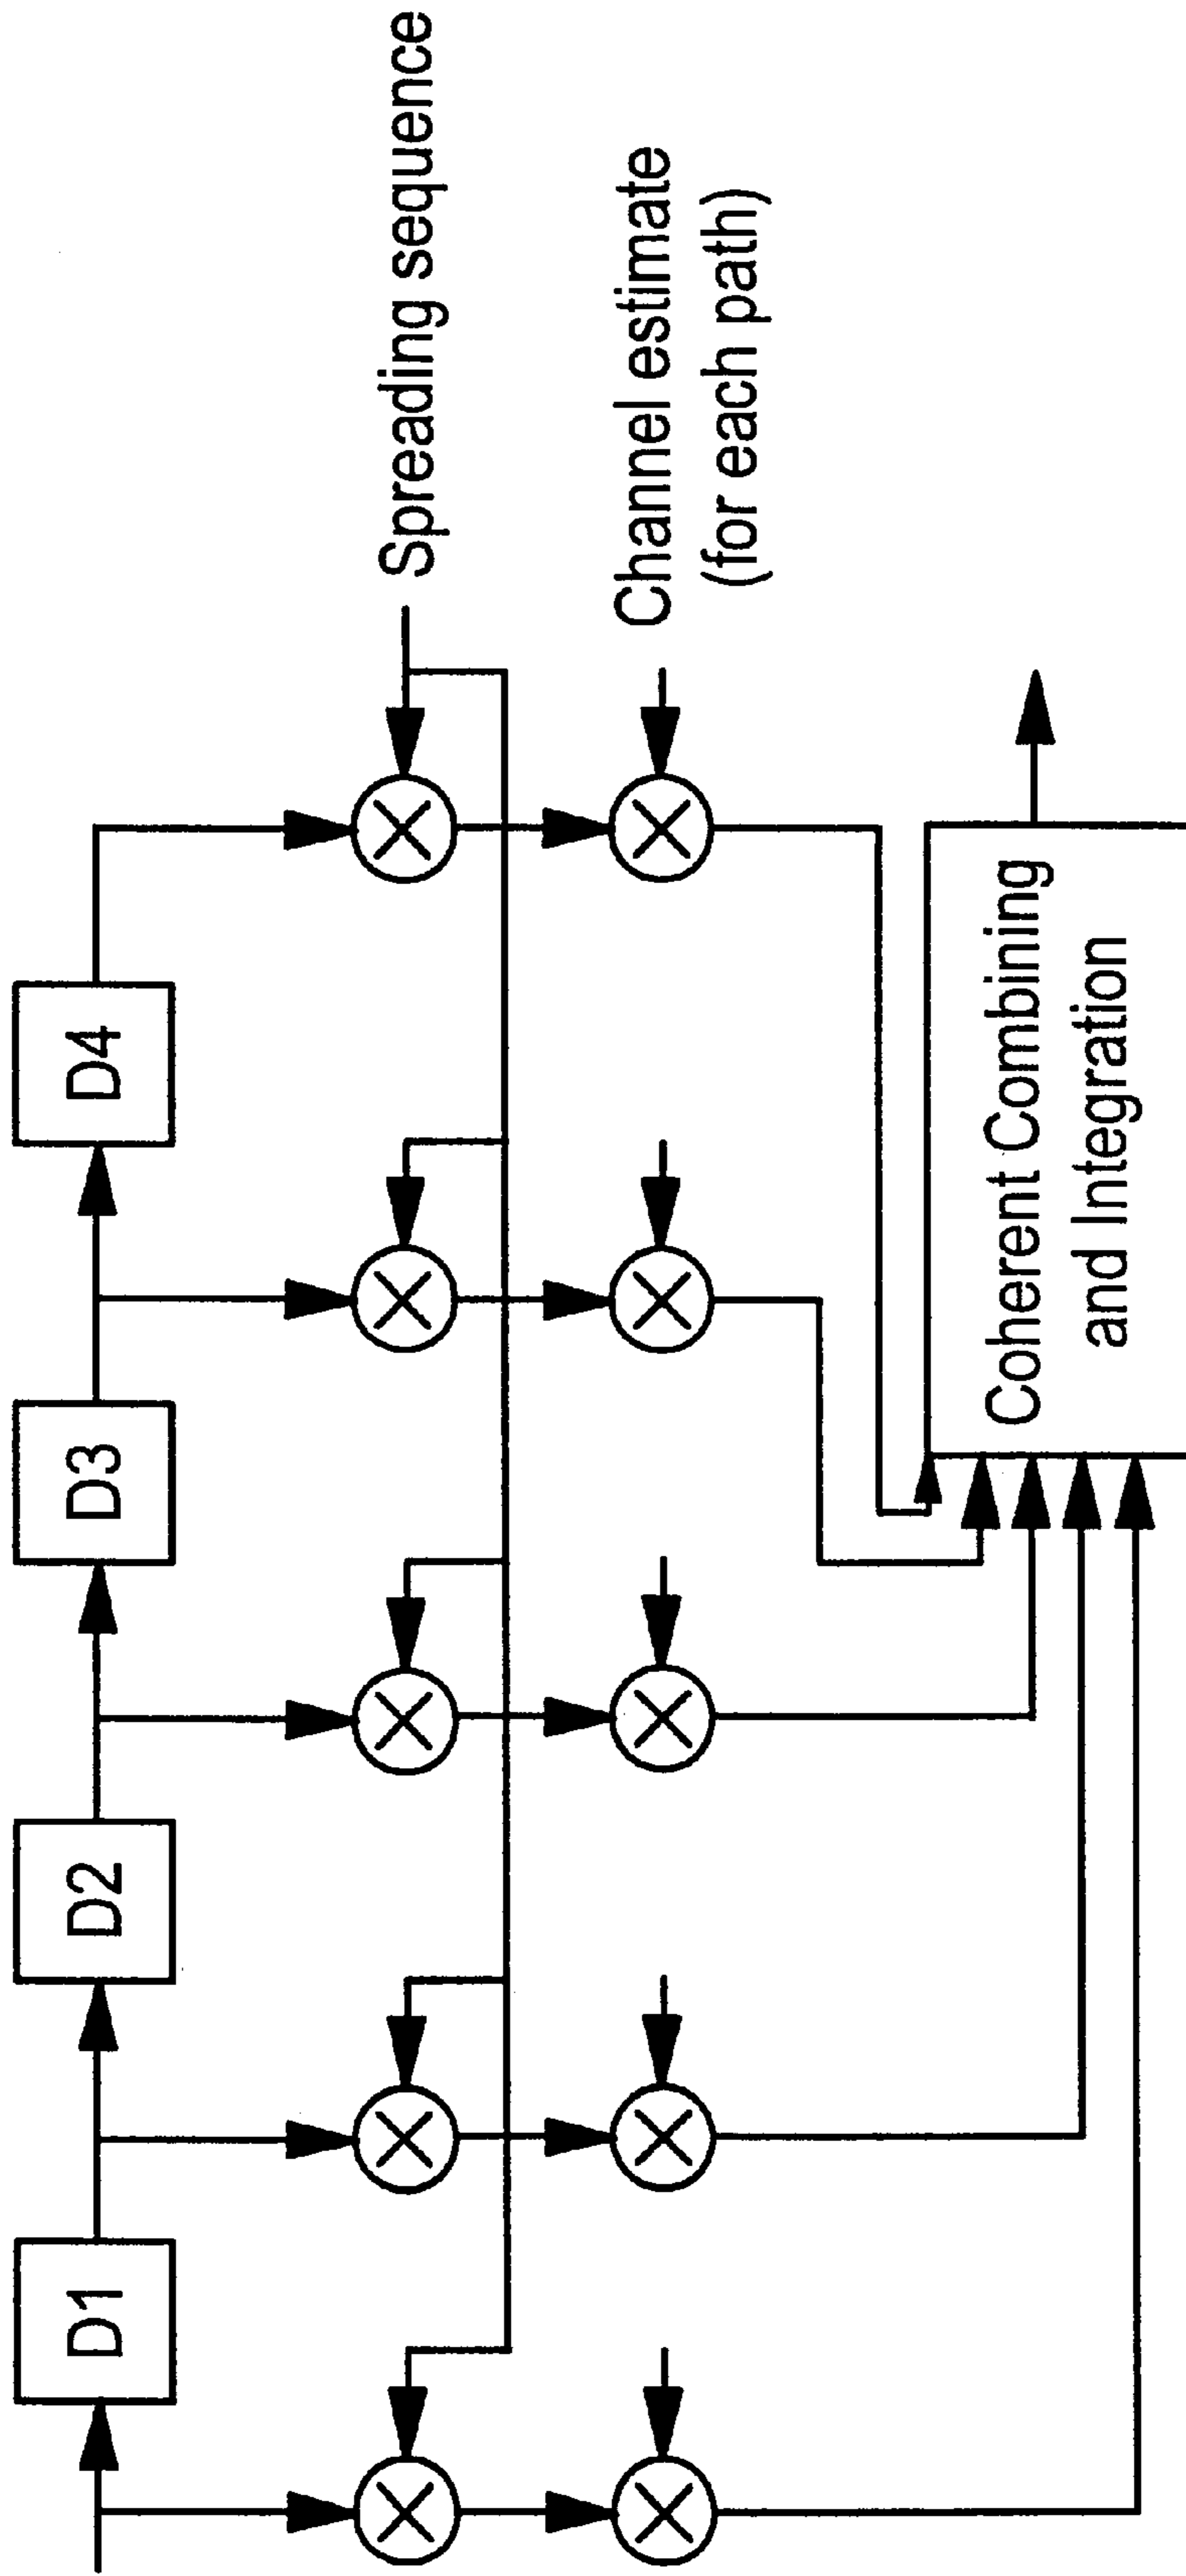 D1
D2
D3
D4
Spreading sequence
Channel estimate
(for each path)
Coherent Combining
and Integration